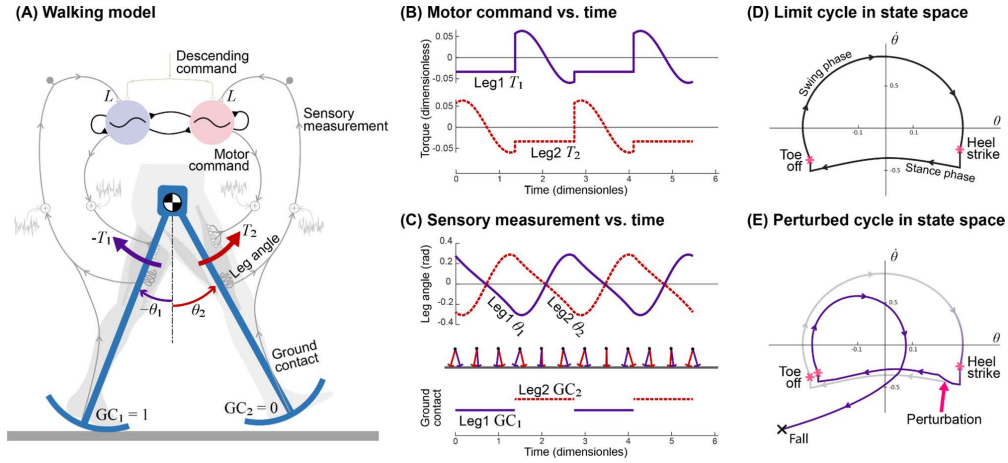 (A) Walking model
Descending
command
L
L
Sensory
measurement
Motor
command
-T₁
T₂
Leg angle
−θ₁
θ₂
Ground
contact
GC₁ = 1
GC₂ = 0
(B) Motor command vs. time
Torque (dimensionless)
0.05
0
-0.05
Leg1 T₁
0.05
0
-0.05
Leg2 T₂
0
1
2
3
4
5
6
Time (dimensionles)
(C) Sensory measurement vs. time
Leg angle (rad)
0.4
0.2
0
-0.2
-0.4
Leg1 θ₁
Leg2 θ₂
Ground
contact
Leg2 GC₂
Leg1 GC₁
0
1
2
3
4
5
6
Time (dimensionless)
(D) Limit cycle in state space
θ̇
Swing phase
0.5
θ
-0.1
0.1
Toe
off
Heel
strike
Stance phase
-0.5
(E) Perturbed cycle in state space
θ̇
0.5
θ
-0.1
0.1
Toe
off
Heel
strike
-0.5
Perturbation
Fall